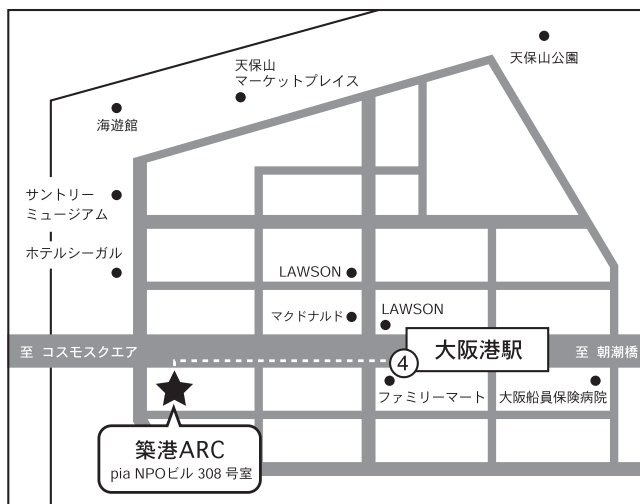 天保山公園
天保山
マーケットプレイス
海遊館
サントリー
ミュージアム
ホテルシーガル
LAWSON
マクドナルド
LAWSON
至 コスモスクエア
大阪港駅
至 朝潮橋
4
ファミリーマート
大阪船員保険病院
築港ARC
pia NPOビル 308 号室